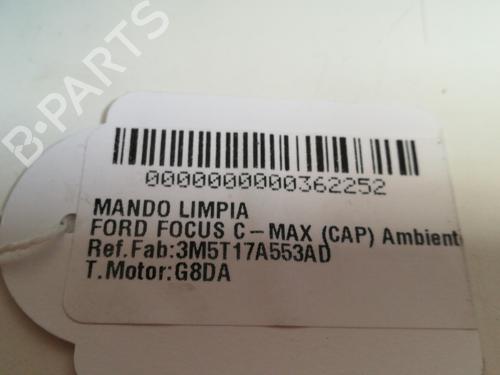 B-PARTS
0000000000362252
MANDO LIMPIA
FORD FOCUS C-MAX (CAP) Ambient
Ref.Fab:3M5T17A553AD
T.Motor:G8DA